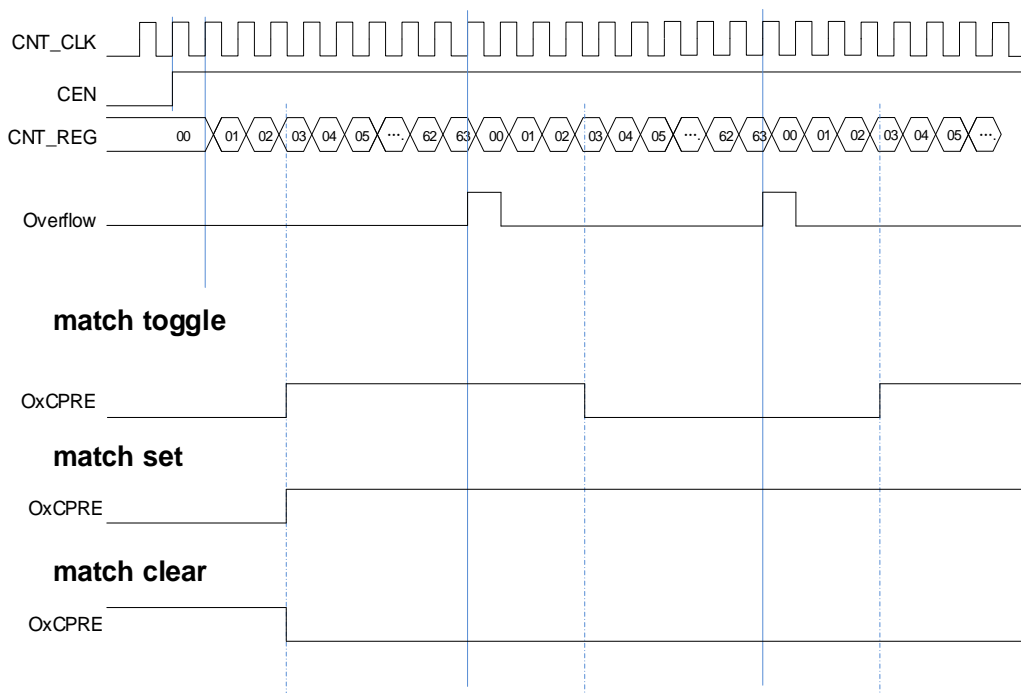 CNT_CLK
CEN
CNT_REG 00 01 02 03 04 05 ···. 62 63 00 01 02 03 04 05 ···. 62 63 00 01 02 03 04 05 ···.
Overflow
match toggle
OxCPRE
match set
OxCPRE
match clear
OxCPRE